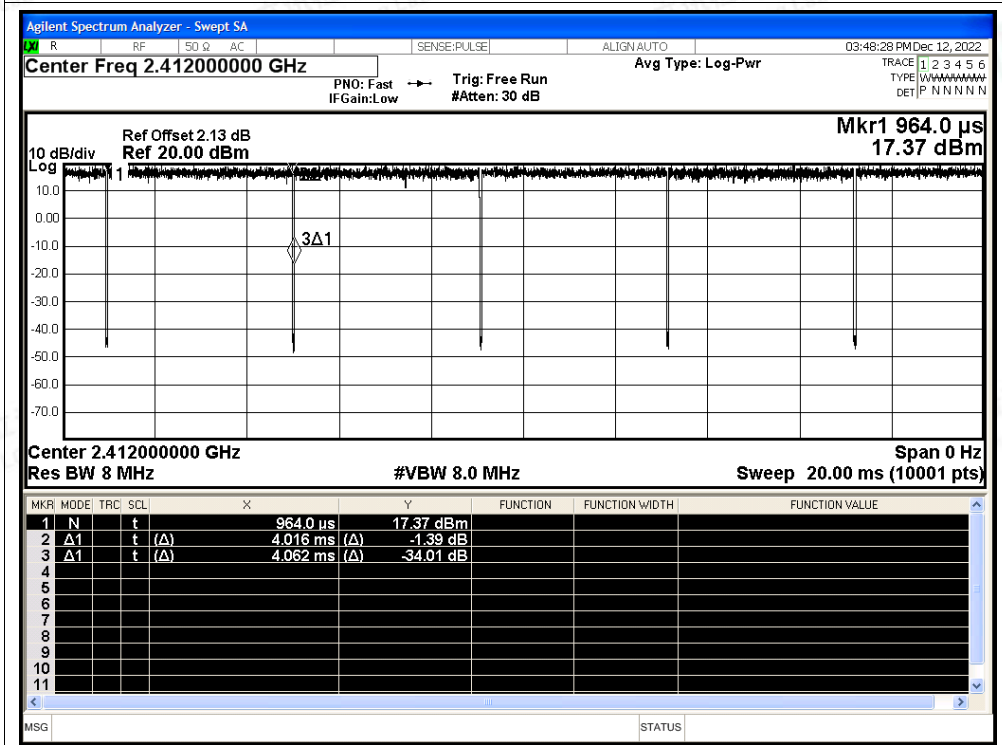 Agilent Spectrum Analyzer - Swept SA
LXI R RF 50 Ω AC SENSE:PULSE ALIGN AUTO 03:48:28 PM Dec 12, 2022
Center Freq 2.412000000 GHz
PNO: Fast
IFGain:Low
Trig: Free Run
#Atten: 30 dB
Avg Type: Log-Pwr
TRACE 1 2 3 4 5 6
TYPE W
DET P N N N N N
Mkr1 964.0 µs
17.37 dBm
Ref Offset 2.13 dB
10 dB/div Ref 20.00 dBm
Log
1
3Δ1
10.0
0.00
-10.0
-20.0
-30.0
-40.0
-50.0
-60.0
-70.0
Center 2.412000000 GHz Span 0 Hz
Res BW 8 MHz #VBW 8.0 MHz Sweep 20.00 ms (10001 pts)
MKR MODE TRC SCL X Y FUNCTION FUNCTION WIDTH FUNCTION VALUE
1 N t 964.0 µs 17.37 dBm
2 Δ1 t (Δ) 4.016 ms (Δ) -1.39 dB
3 Δ1 t (Δ) 4.062 ms (Δ) -34.01 dB
4
5
6
7
8
9
10
11
MSG STATUS